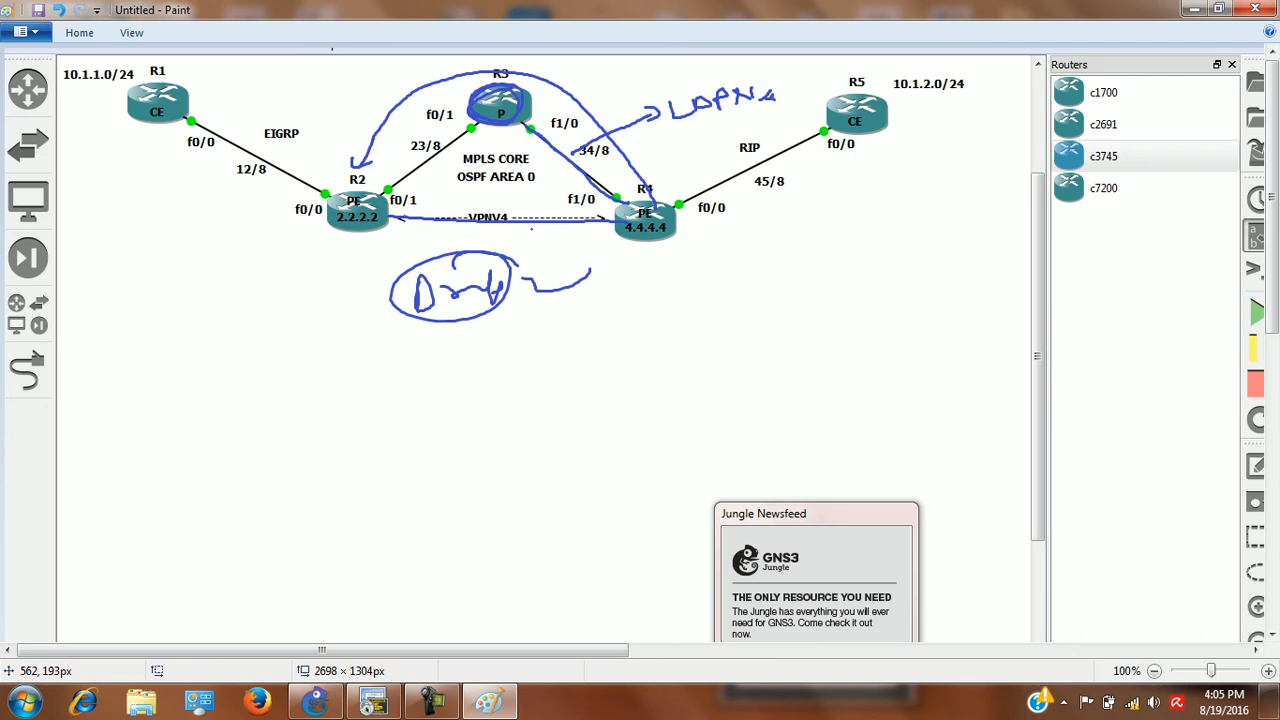 Untitled - Paint
Home View
Routers
c1700
c2691
c3745
c7200
10.1.1.0/24
R1
CE
f0/0
EIGRP
12/8
f0/0
R2
PE
2.2.2.2
f0/1
23/8
f0/1
R3
P
f1/0
MPLS CORE
OSPF AREA 0
34/8
f1/0
R4
PE
4.4.4.4
VPNV4
f0/0
RIP
45/8
R5
CE
f0/0
10.1.2.0/24
Jungle Newsfeed
GNS3
Jungle
THE ONLY RESOURCE YOU NEED
The Jungle has everything you will ever
need for GNS3. Come check it out
now.
562, 193px
2698 × 1304px
100%
4:05 PM
8/19/2016